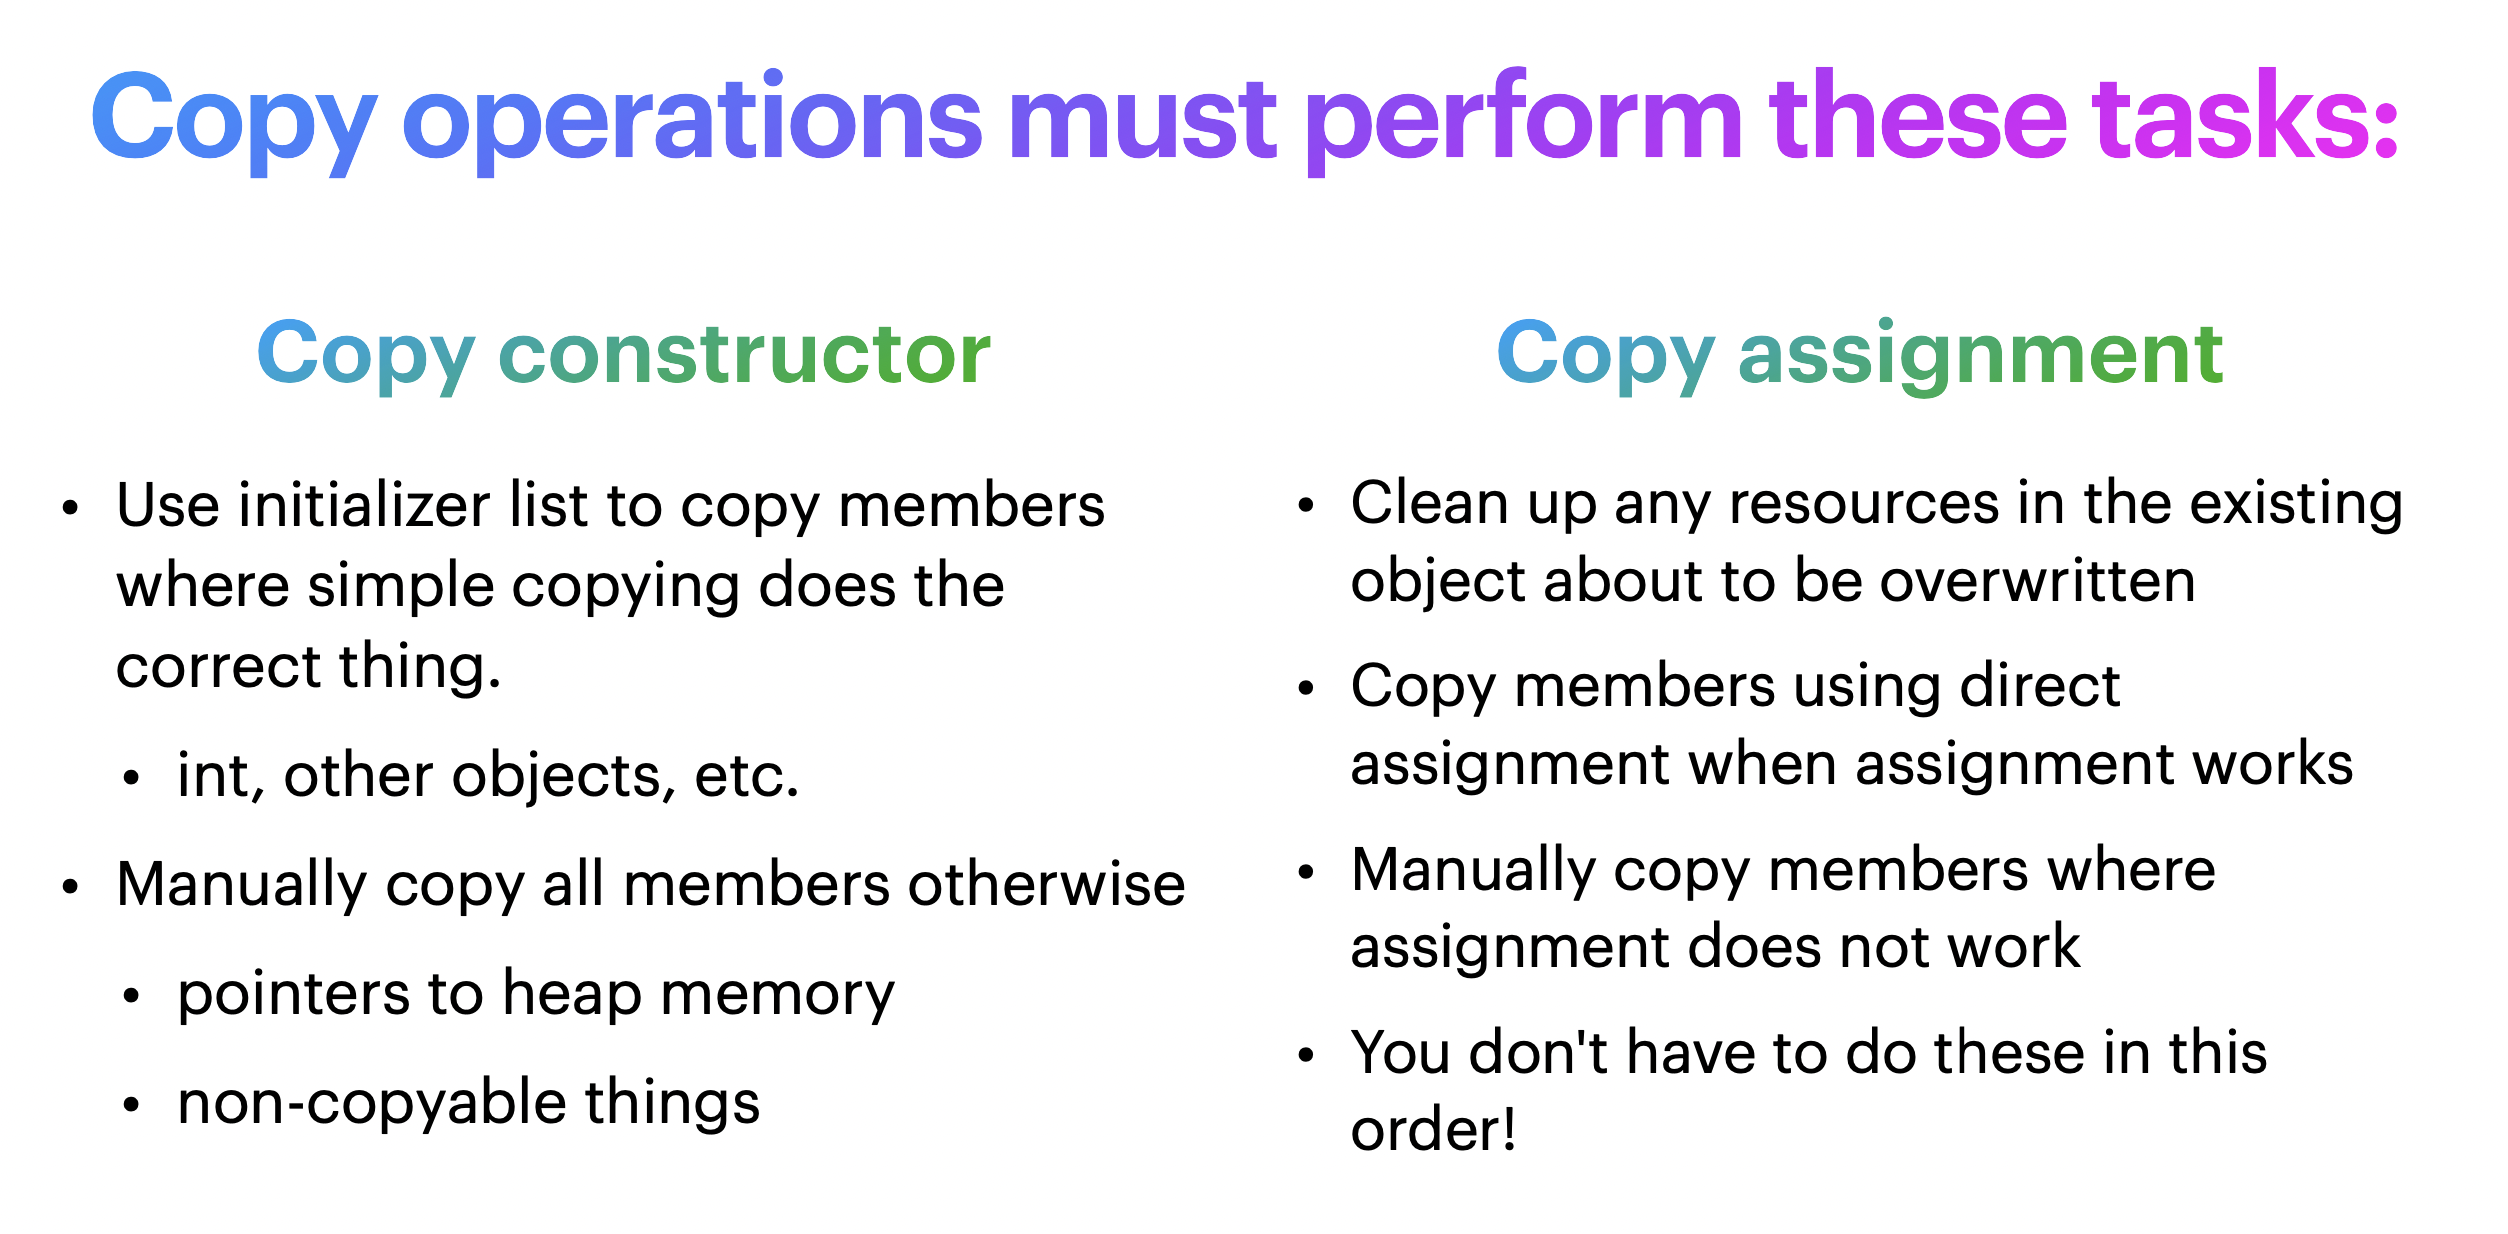 Copy operations must perform these tasks:
Copy constructor
• Use initializer list to copy members
where simple copying does the
correct thing.
• int, other objects, etc.
• Manually copy all members otherwise
• pointers to heap memory
• non-copyable things
Copy assignment
• Clean up any resources in the existing
object about to be overwritten
• Copy members using direct
assignment when assignment works
• Manually copy members where
assignment does not work
• You don't have to do these in this
order!